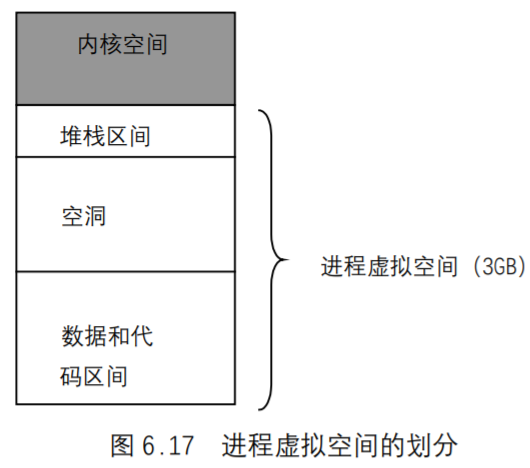 内核空间
堆栈区间
空洞
进程虚拟空间（3GB）
数据和代
码区间
图 6.17 进程虚拟空间的划分